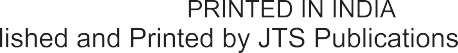 PRINTED IN INDIA
lished and Printed by JTS Publications